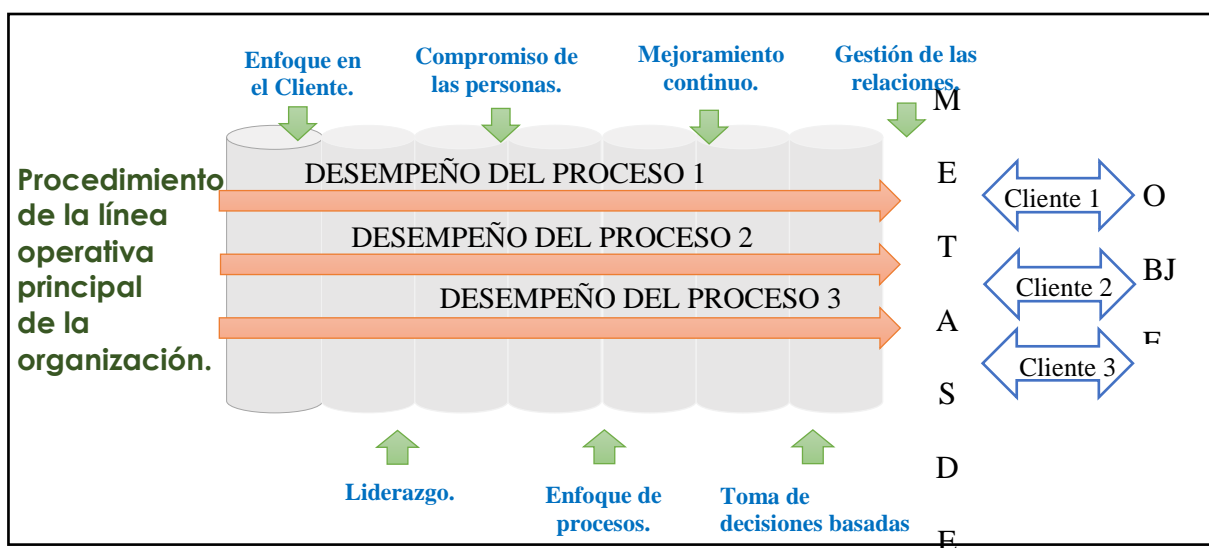 Enfoque en
el Cliente.
Compromiso de
las personas.
Mejoramiento
continuo.
Gestión de las
relaciones.
Procedimiento
de la línea
operativa
principal
de la
organización.
DESEMPEÑO DEL PROCESO 1
DESEMPEÑO DEL PROCESO 2
DESEMPEÑO DEL PROCESO 3
M
E
T
A
S
D
E
Cliente 1
Cliente 2
Cliente 3
O
BJ
Liderazgo.
Enfoque de
procesos.
Toma de
decisiones basadas